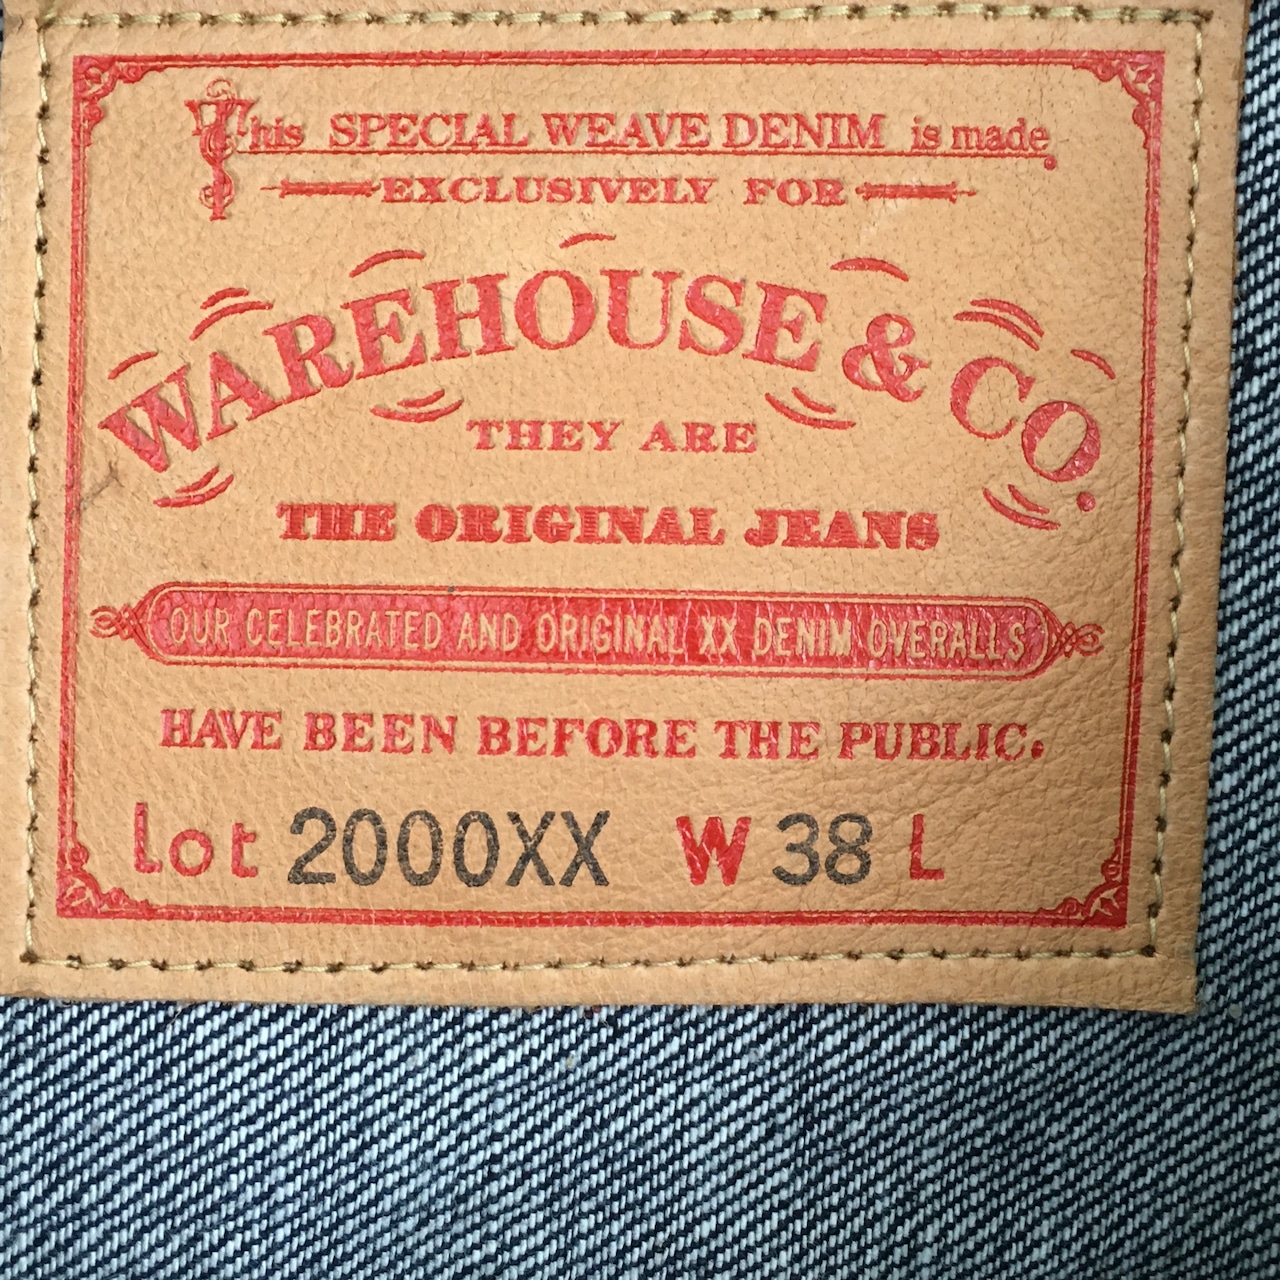 This SPECIAL WEAVE DENIM is made
EXCLUSIVELY FOR
WAREHOUSE & CO.
THEY ARE
THE ORIGINAL JEANS
OUR CELEBRATED AND ORIGINAL XX DENIM OVERALLS
HAVE BEEN BEFORE THE PUBLIC.
Lot 2000XX W 38 L